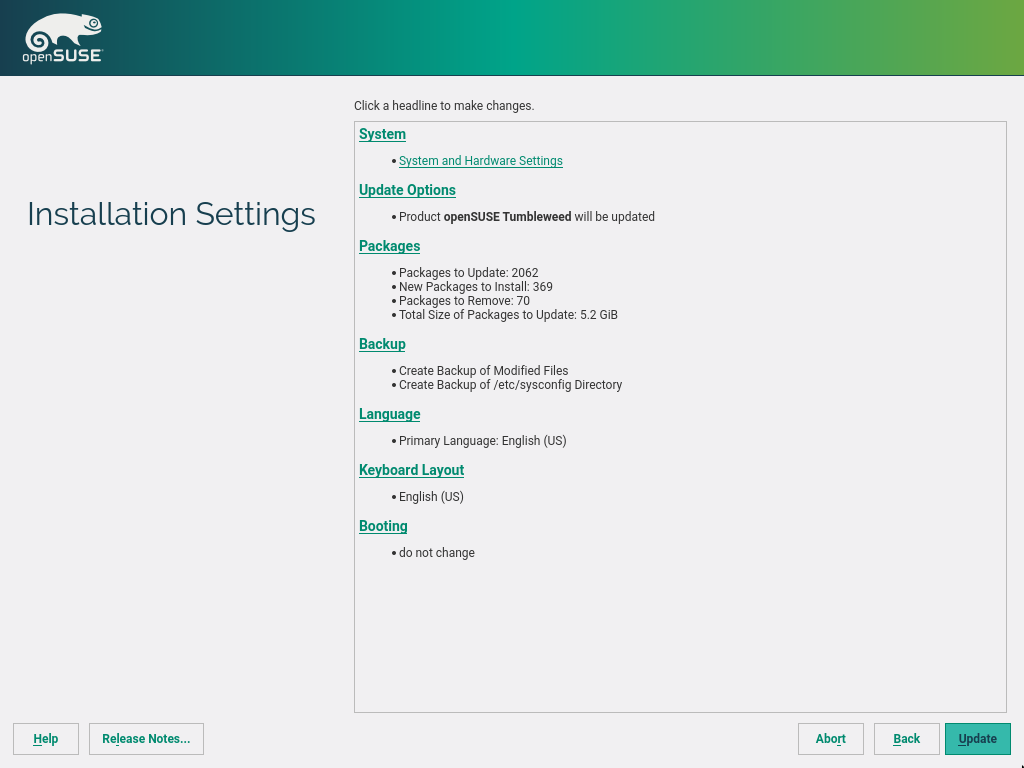 openSUSE
Click a headline to make changes.
Installation Settings
System
System and Hardware Settings
Update Options
Product openSUSE Tumbleweed will be updated
Packages
Packages to Update: 2062
New Packages to Install: 369
Packages to Remove: 70
Total Size of Packages to Update: 5.2 GiB
Backup
Create Backup of Modified Files
Create Backup of /etc/sysconfig Directory
Language
Primary Language: English (US)
Keyboard Layout
English (US)
Booting
do not change
Help
Release Notes...
Abort
Back
Update